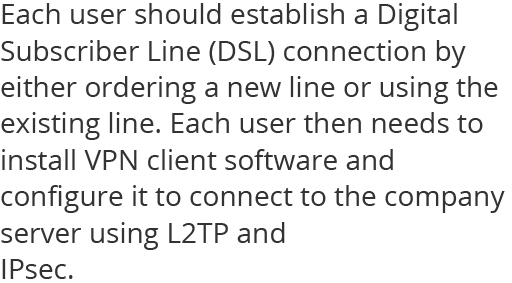 Each user should establish a Digital
Subscriber Line (DSL) connection by
either ordering a new line or using the
existing line. Each user then needs to
install VPN client software and
configure it to connect to the company
server using L2TP and
IPsec.